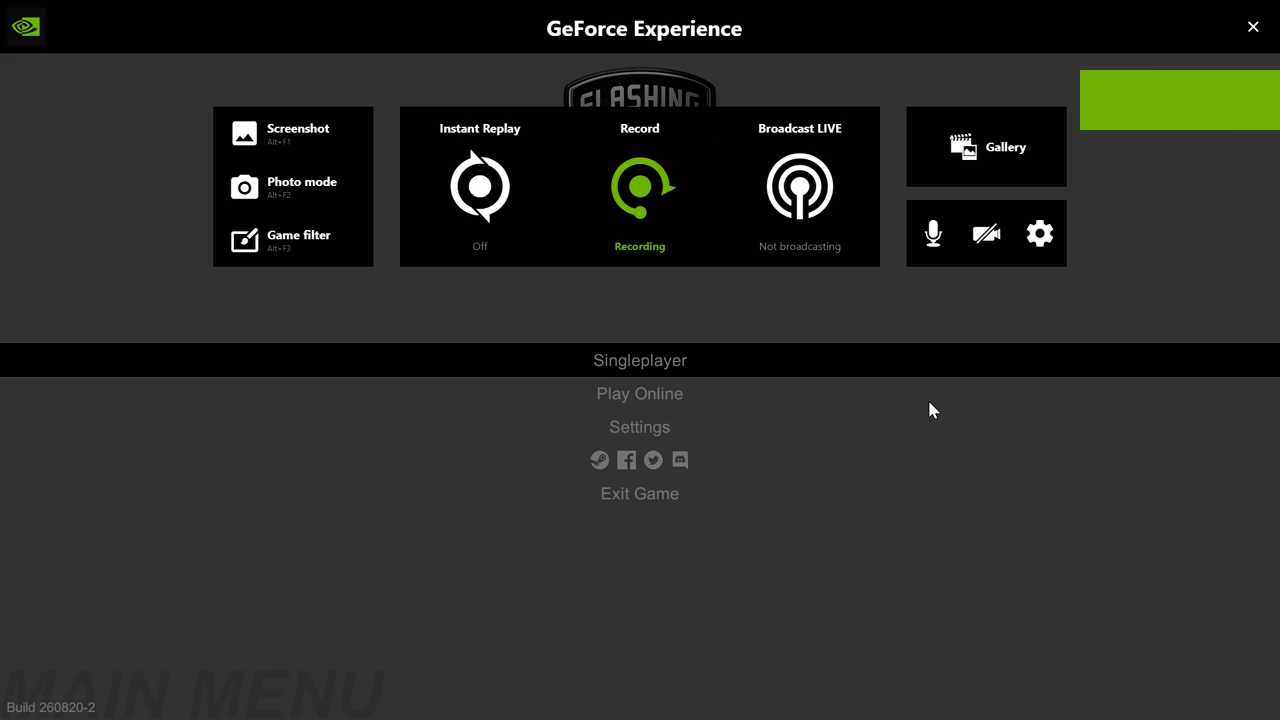 GeForce Experience
FLASHING
Screenshot
Alt+F1
Photo mode
Alt+F2
Game filter
Alt+F3
Instant Replay
Off
Record
Recording
Broadcast LIVE
Not broadcasting
Gallery
Singleplayer
Play Online
Settings
Exit Game
MAIN MENU
Build 260820-2